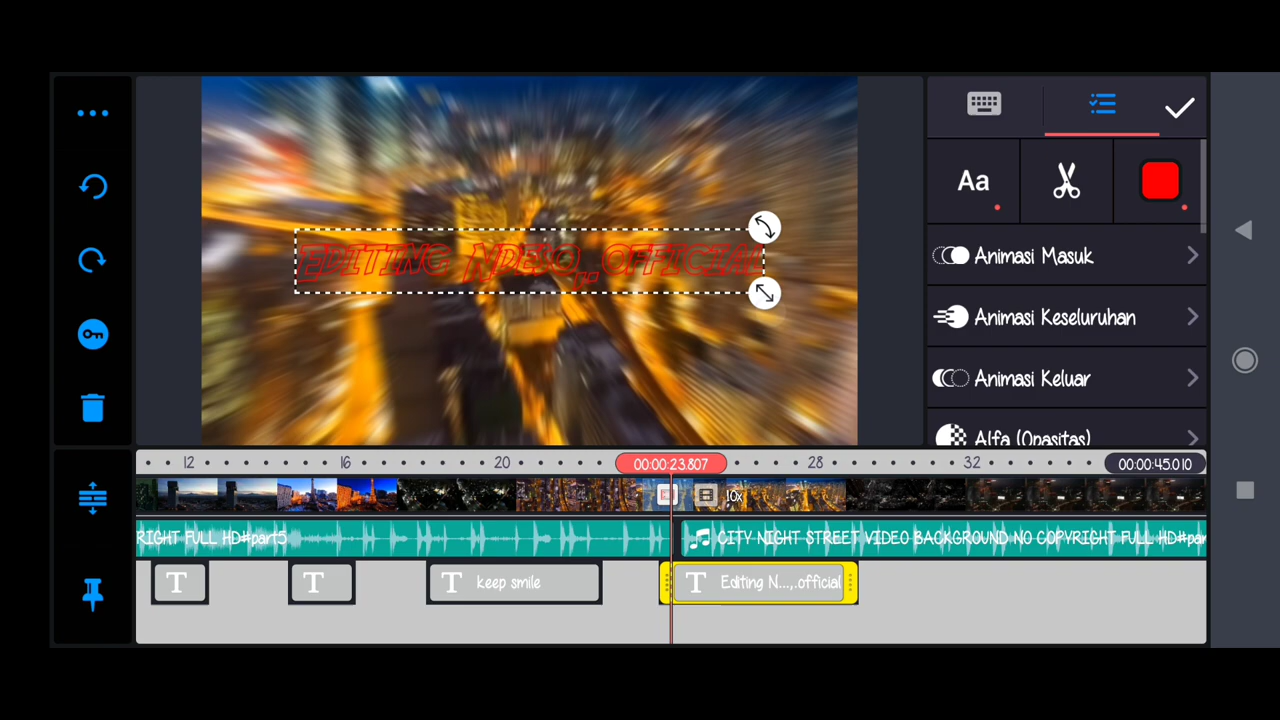 Aa
Animasi Masuk
Animasi Keseluruhan
Animasi Keluar
Alfa (Opasitas)
EDITING NDESO,,.OFFICIAL
12 16 20 00:00:23.807 28 32 00:00:45.010
10x
RIGHT FULL HD#part5
CITY NIGHT STREET VIDEO BACKGROUND NO COPYRIGHT FULL HD#par
T
T
T keep smile
T Editing N...,.official